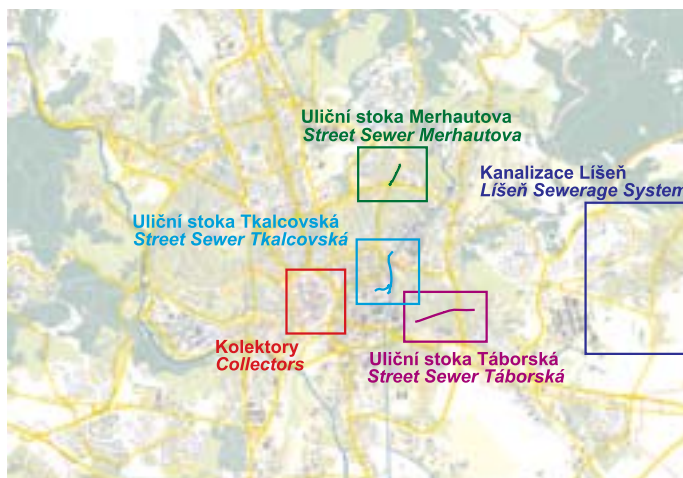 Uliční stoka Merhautova
Street Sewer Merhautova
Kanalizace Líšeň
Líšeň Sewerage System
Uliční stoka Tkalcovská
Street Sewer Tkalcovská
Kolektory
Collectors
Uliční stoka Táborská
Street Sewer Táborská